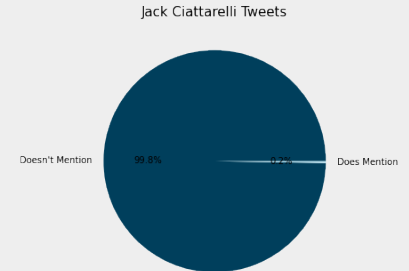 Jack Ciattarelli Tweets
Doesn't Mention
99.8%
0.2%
Does Mention